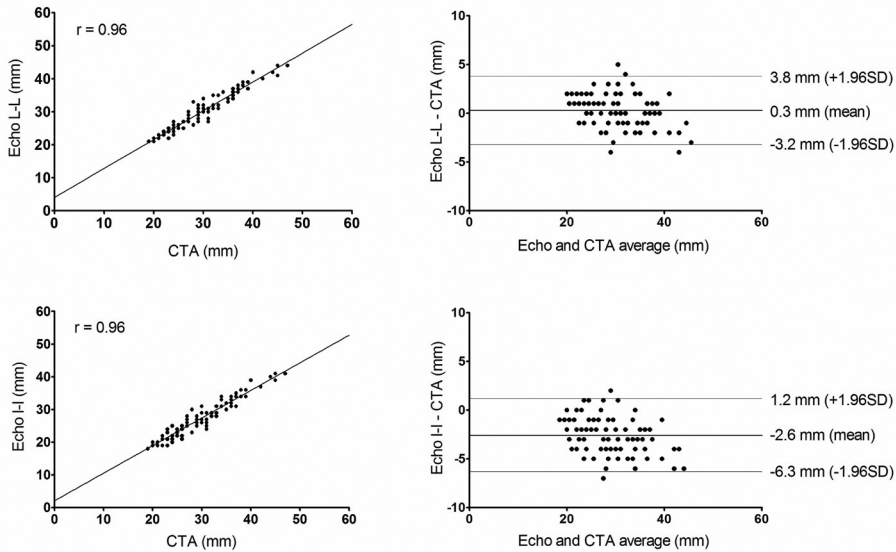 60
50
40
30
20
10
0
r = 0.96
Echo L-L (mm)
0 20 30 40 50 60
CTA (mm)
10
5
0
-5
-10
Echo L-L - CTA (mm)
3.8 mm (+1.96SD)
0.3 mm (mean)
-3.2 mm (-1.96SD)
0 20 40 60
Echo and CTA average (mm)
60
50
40
30
20
10
0
r = 0.96
Echo I-I (mm)
0 10 20 30 40 50 60
CTA (mm)
10
5
0
-5
-10
Echo I-I - CTA (mm)
1.2 mm (+1.96SD)
-2.6 mm (mean)
-6.3 mm (-1.96SD)
0 20 40 60
Echo and CTA average (mm)